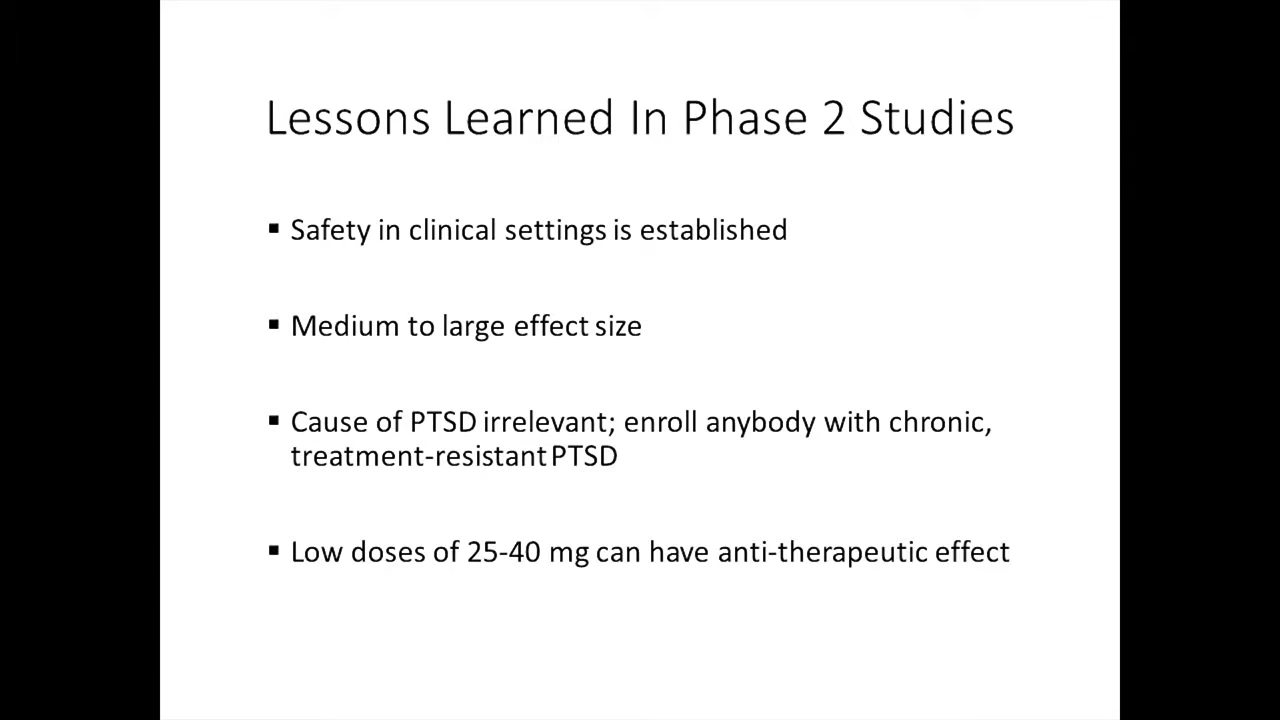 Lessons Learned In Phase 2 Studies
▪ Safety in clinical settings is established
▪ Medium to large effect size
▪ Cause of PTSD irrelevant; enroll anybody with chronic,
treatment-resistant PTSD
▪ Low doses of 25-40 mg can have anti-therapeutic effect